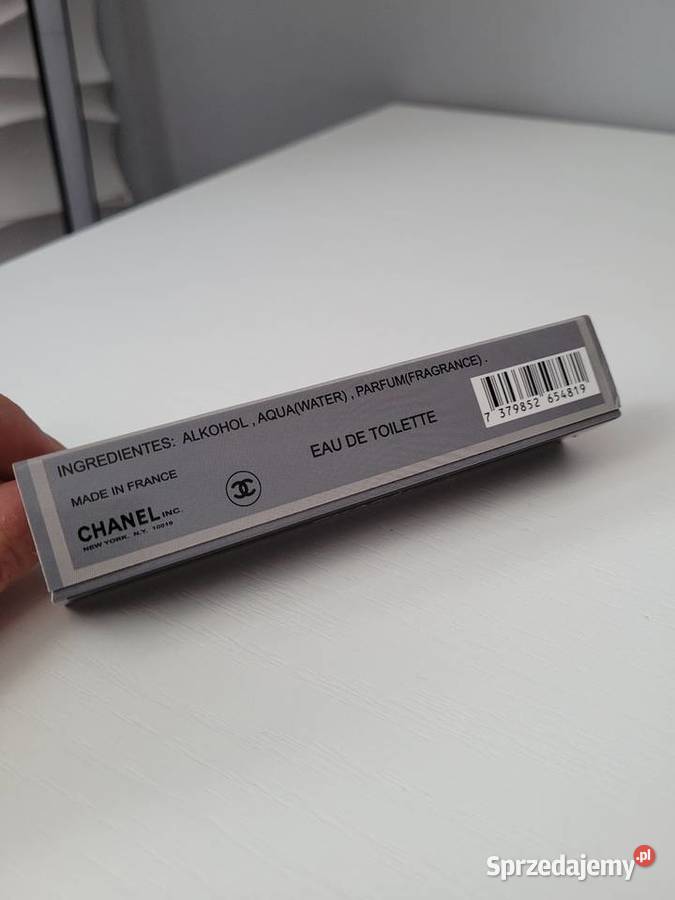 INGREDIENTES: ALKOHOL , AQUA(WATER) , PARFUM(FRAGRANCE) .
MADE IN FRANCE
EAU DE TOILETTE
CHANEL INC.
NEW YORK. N.Y. 10019
7 379852 654819
Sprzedajemy.pl